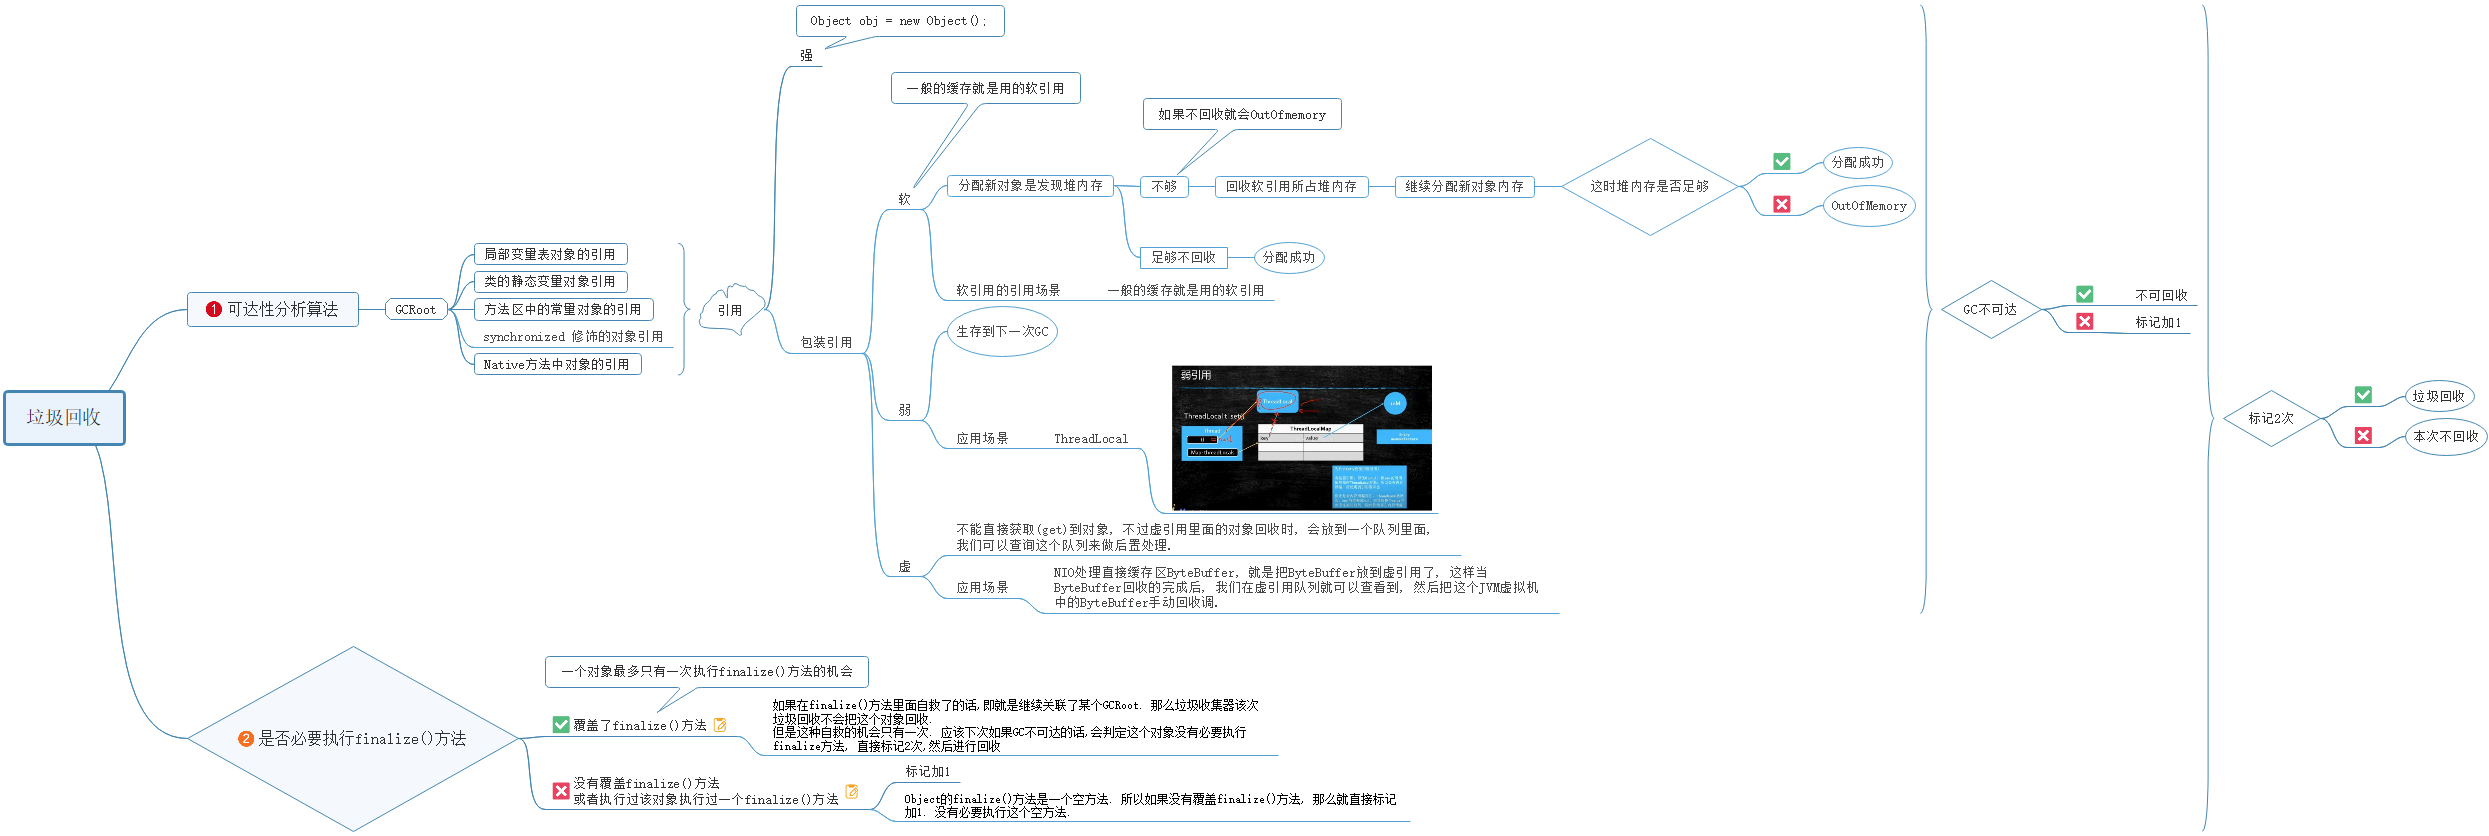 垃圾回收
1 可达性分析算法
GCRoot
局部变量表对象的引用
类的静态变量对象引用
方法区中的常量对象的引用
synchronized 修饰的对象引用
Native方法中对象的引用
引用
强
Object obj = new Object();
包装引用
软
一般的缓存就是用的软引用
分配新对象是发现堆内存
不够
如果不回收就会OutOfmemory
回收软引用所占堆内存
继续分配新对象内存
这时堆内存是否足够
分配成功
OutOfMemory
足够不回收
分配成功
软引用的引用场景
一般的缓存就是用的软引用
弱
生存到下一次GC
应用场景
ThreadLocal
弱引用
ThreadLocal
ThreadLocal t.set()
Thread
Map=threadLocals
ThreadLocalMap
key
value
虚
不能直接获取(get)到对象, 不过虚引用里面的对象回收时, 会放到一个队列里面,
我们可以查询这个队列来做后置处理.
应用场景
NIO处理直接缓存区ByteBuffer, 就是把ByteBuffer放到虚引用了, 这样当
ByteBuffer回收的完成后, 我们在虚引用队列就可以查看到, 然后把这个JVM虚拟机
中的ByteBuffer手动回收调.
GC不可达
不可回收
标记加1
2 是否必要执行finalize()方法
一个对象最多只有一次执行finalize()方法的机会
覆盖了finalize()方法
如果在finalize()方法里面自救了的话,即就是继续关联了某个GCRoot. 那么垃圾收集器该次
垃圾回收不会把这个对象回收.
但是这种自救的机会只有一次. 应该下次如果GC不可达的话,会判定这个对象没有必要执行
finalize方法, 直接标记2次,然后进行回收
没有覆盖finalize()方法
或者执行过该对象执行过一个finalize()方法
标记加1
Object的finalize()方法是一个空方法. 所以如果没有覆盖finalize()方法, 那么就直接标记
加1. 没有必要执行这个空方法.
标记2次
垃圾回收
本次不回收